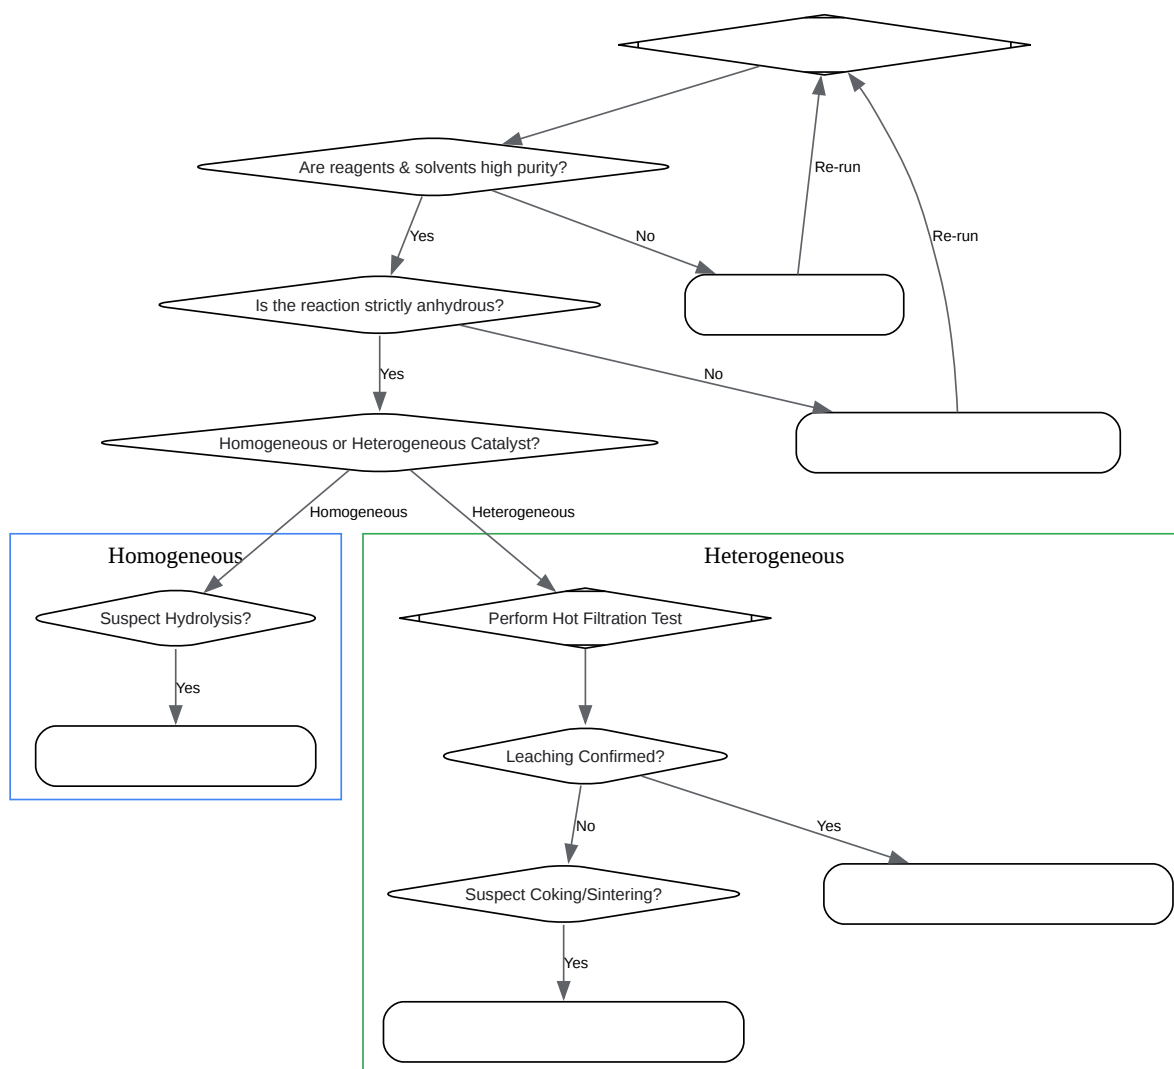 Are reagents & solvents high purity?
Re-run
Yes
No
Re-run
Is the reaction strictly anhydrous?
Yes
No
Homogeneous or Heterogeneous Catalyst?
Homogeneous
Heterogeneous
Homogeneous
Heterogeneous
Suspect Hydrolysis?
Perform Hot Filtration Test
Yes
Leaching Confirmed?
No
Yes
Suspect Coking/Sintering?
Yes